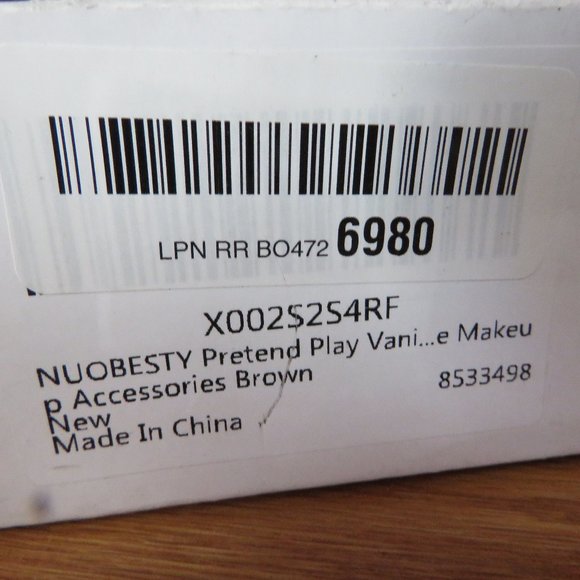 LPN RR BO472 6980
X002S2S4RF
NUOBESTY Pretend Play Vani...e Makeu
p Accessories Brown
8533498
New
Made In China